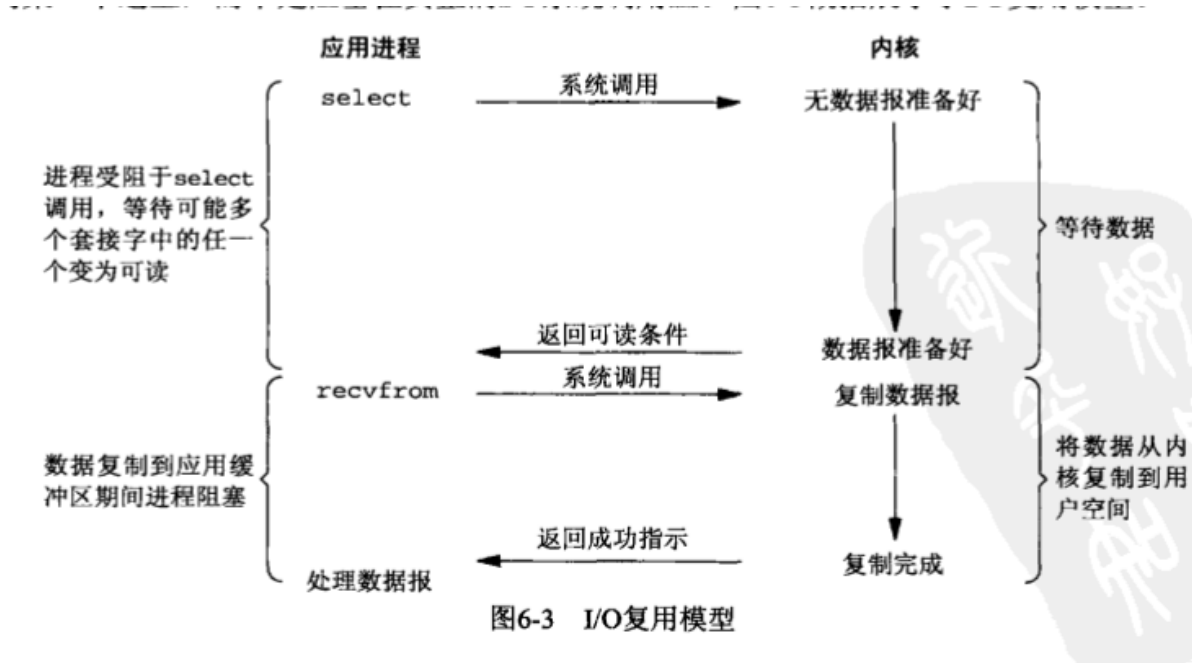 应用进程
内核
select
系统调用
无数据报准备好
进程受阻于select
调用，等待可能多
个套接字中的任一
个变为可读
等待数据
返回可读条件
数据报准备好
recvfrom
系统调用
复制数据报
数据复制到应用缓
冲区期间进程阻塞
将数据从内
核复制到用
户空间
返回成功指示
复制完成
处理数据报
图6-3 I/O复用模型